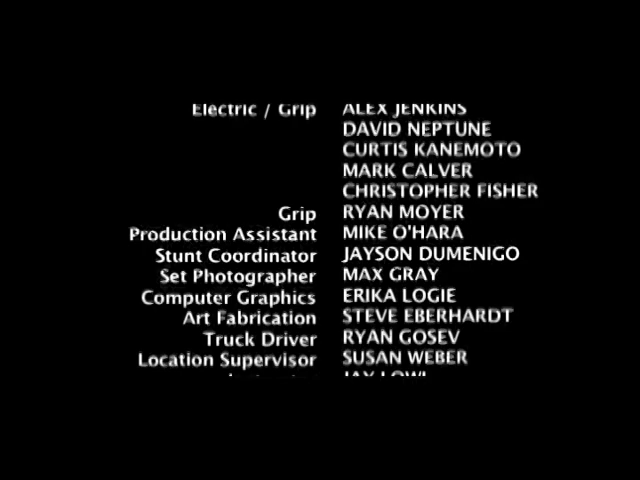 Electric / Grip ALEX JENKINS
DAVID NEPTUNE
CURTIS KANEMOTO
MARK CALVER
CHRISTOPHER FISHER
Grip RYAN MOYER
Production Assistant MIKE O'HARA
Stunt Coordinator JAYSON DUMENIGO
Set Photographer MAX GRAY
Computer Graphics ERIKA LOGIE
Art Fabrication STEVE EBERHARDT
Truck Driver RYAN GOSEV
Location Supervisor SUSAN WEBER
JAY